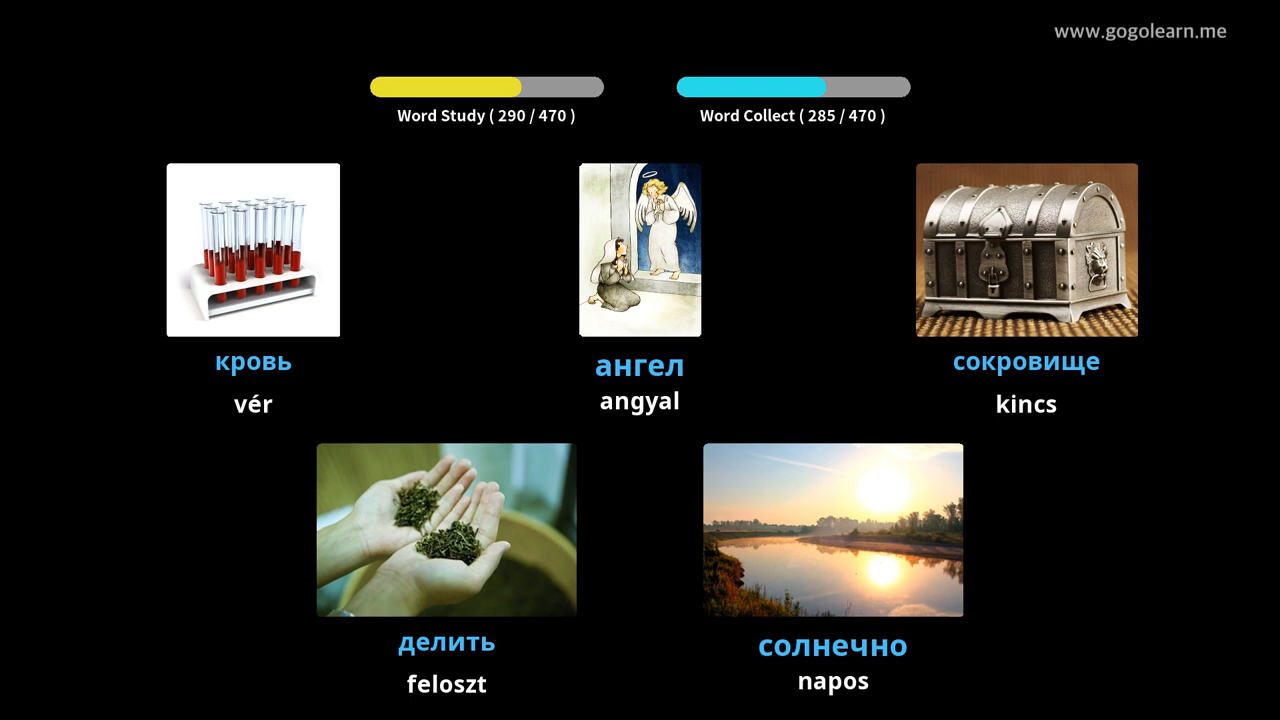 www.gogolearn.me
Word Study ( 290 / 470 )
Word Collect ( 285 / 470 )
кровь
vér
ангел
angyal
сокровище
kincs
делить
feloszt
солнечно
napos